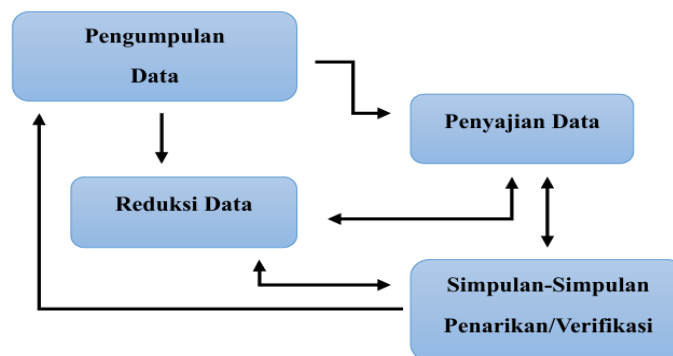 Pengumpulan
Data
Penyajian Data
Reduksi Data
Simpulan-Simpulan
Penarikan/Verifikasi